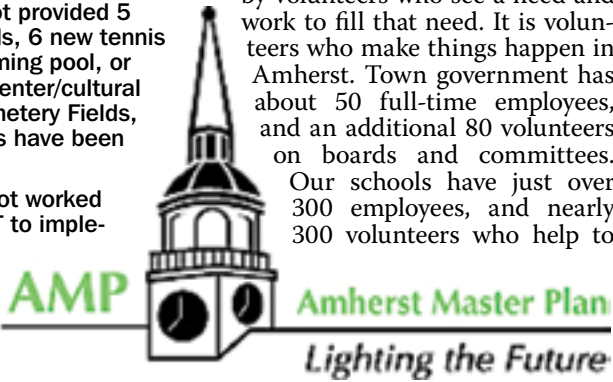 ot provided 5
ls, 6 new tennis
ming pool, or
enter/cultural
netery Fields,
s have been
ot worked
T to imple-
by volunteers who see a need and
work to fill that need. It is volun-
teers who make things happen in
Amherst. Town government has
about 50 full-time employees,
and an additional 80 volunteers
on boards and committees.
Our schools have just over
300 employees, and nearly
300 volunteers who help to
AMP
Amherst Master Plan
Lighting the Future